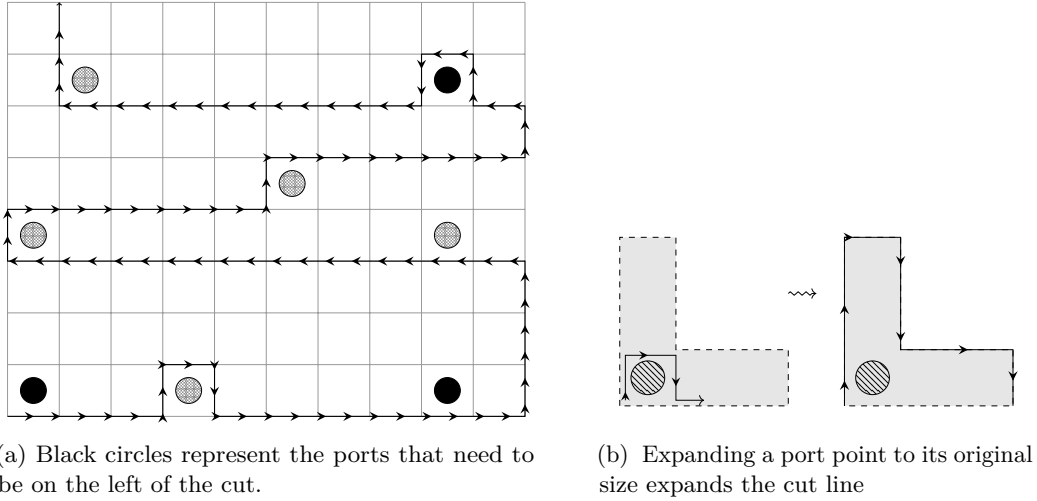 a) Black circles represent the ports that need to
be on the left of the cut.
(b) Expanding a port point to its original
size expands the cut line